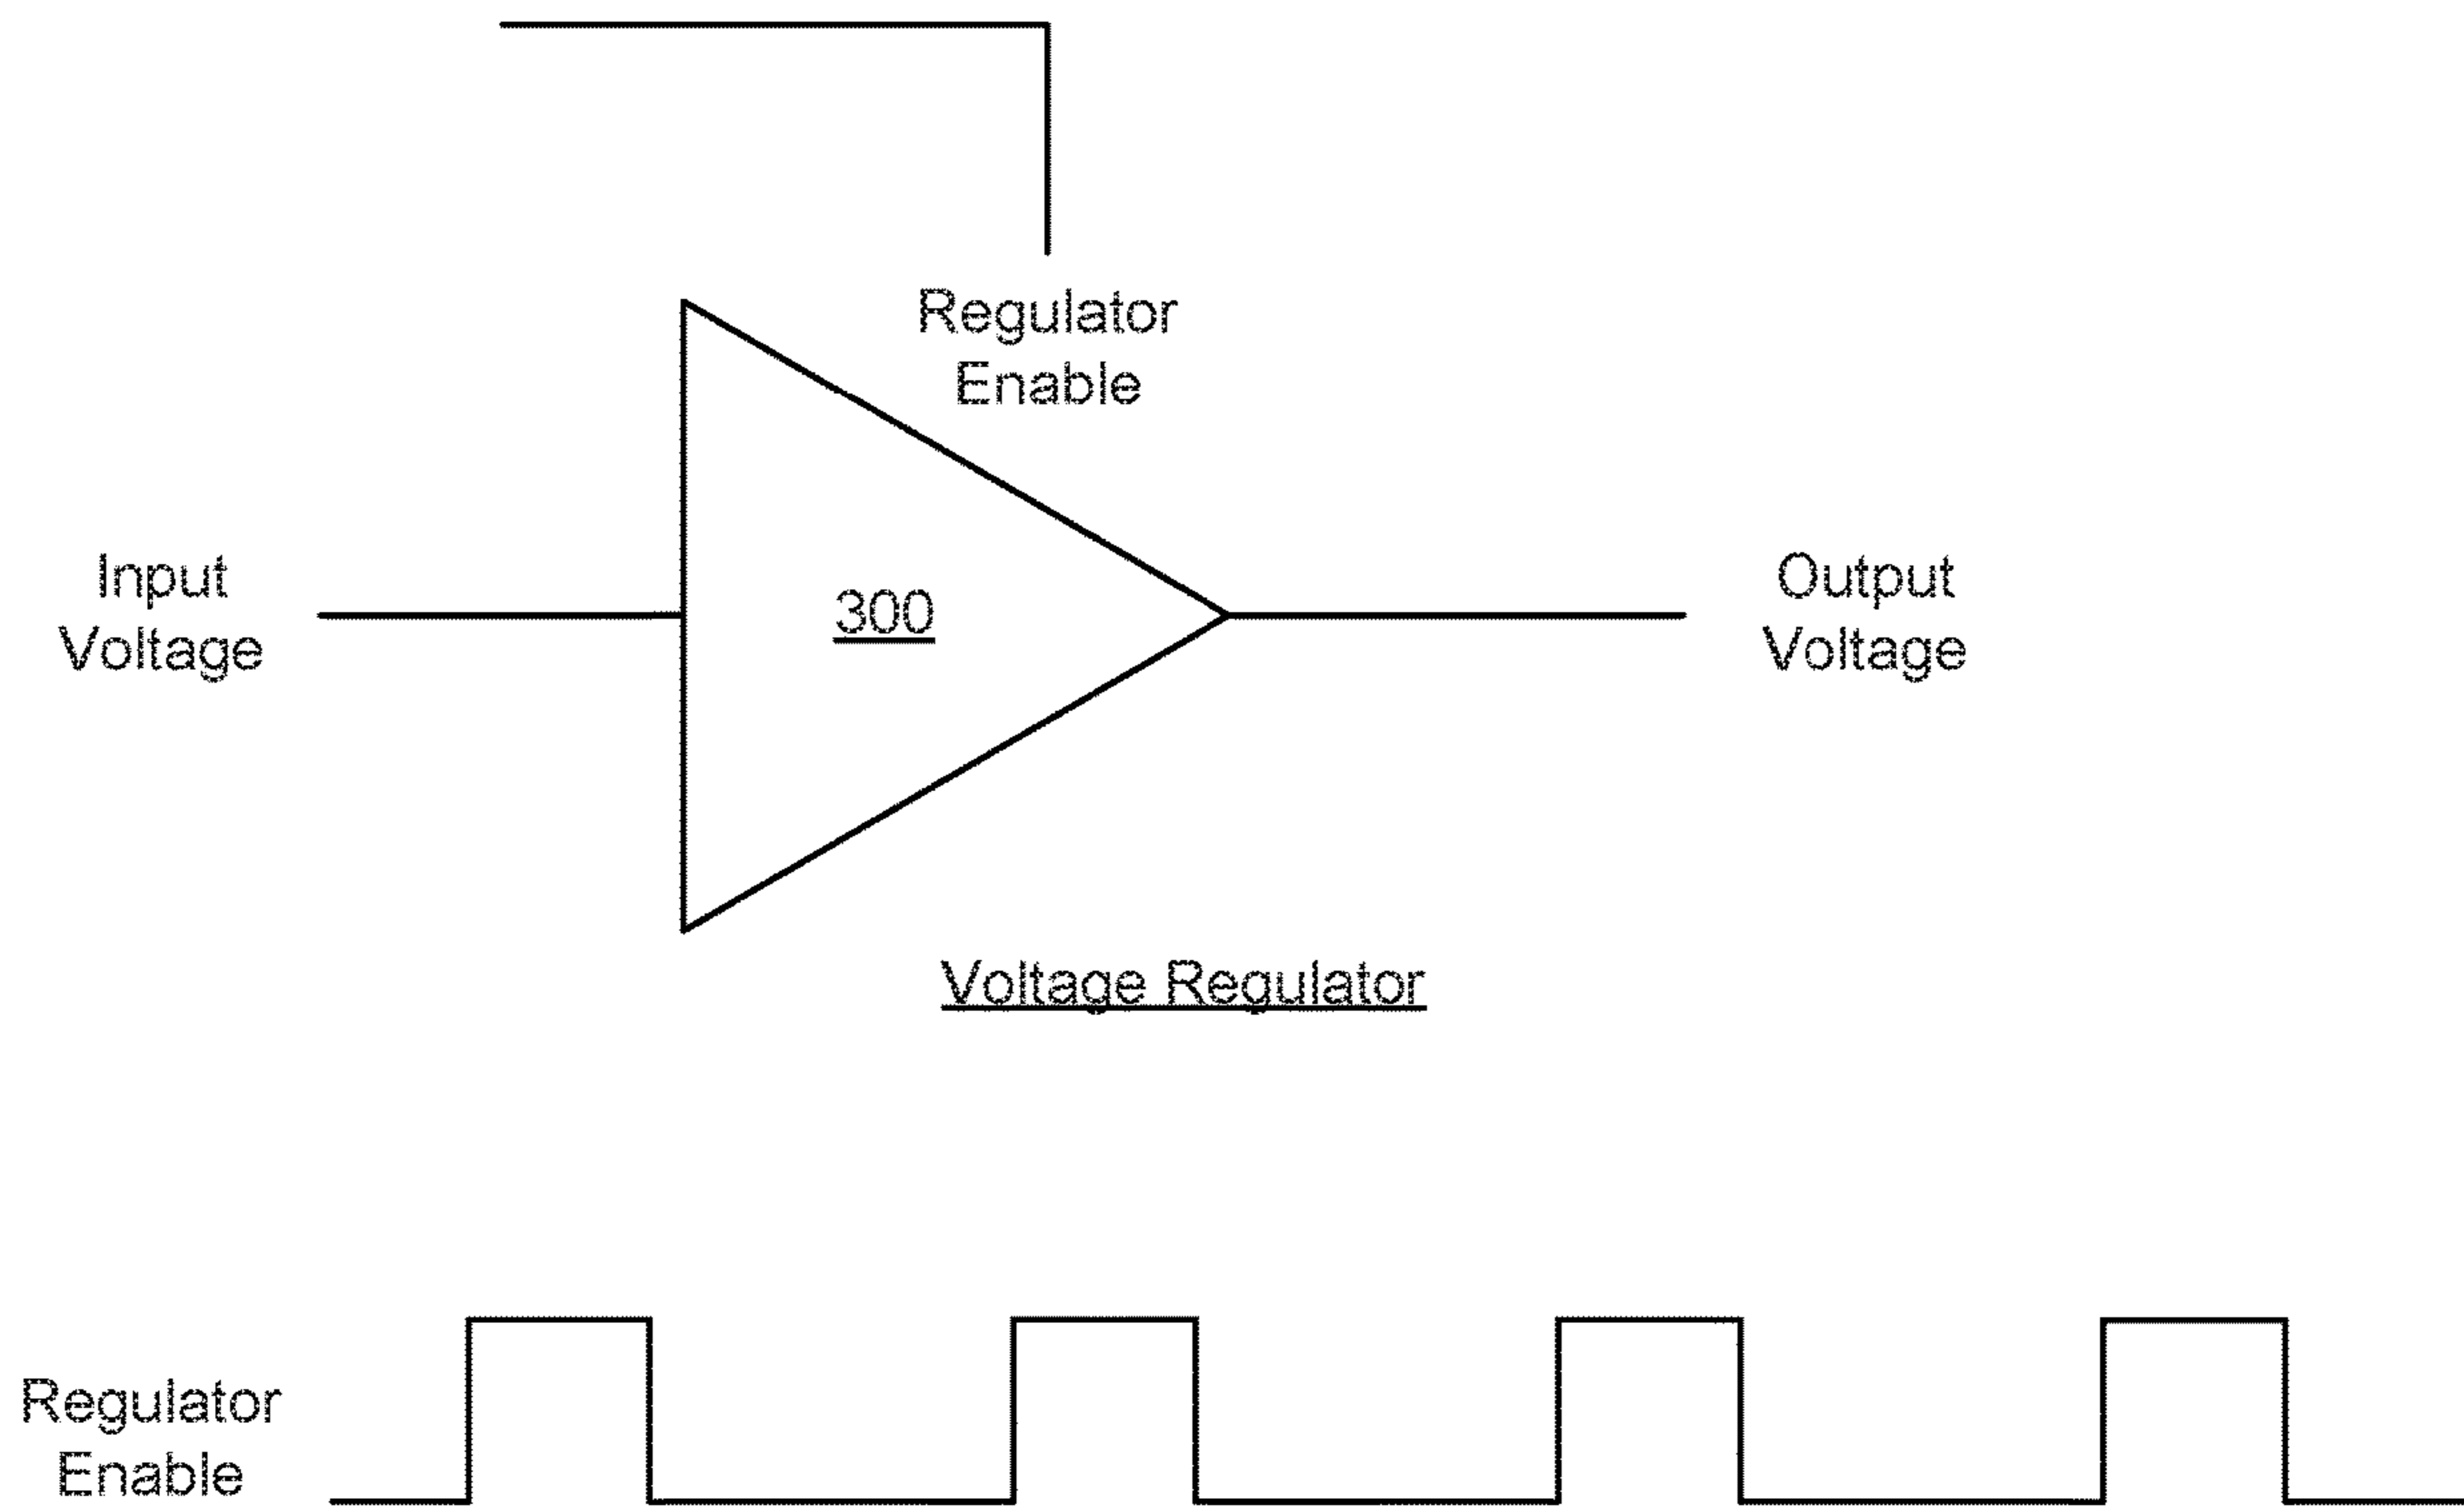 Regulator
Enable
Input
Voltage
300
Output
Voltage
Voltage Regulator
Regulator
Enable